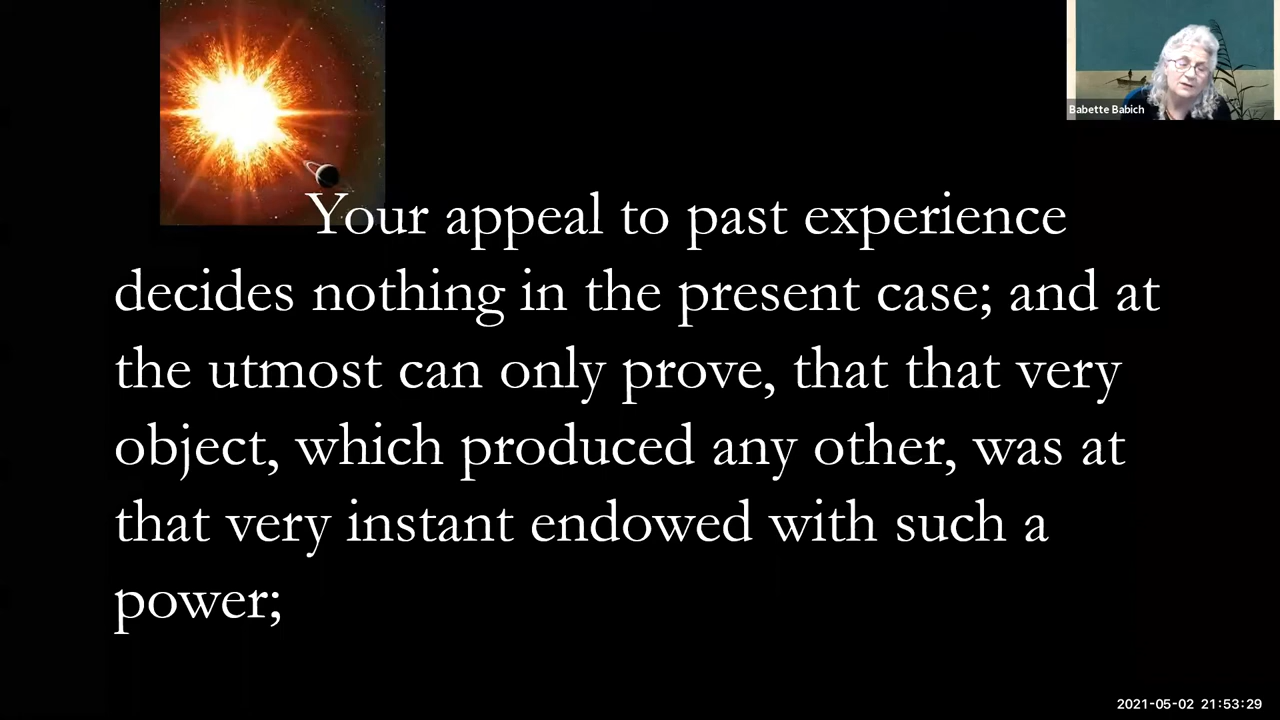 Babette Babich
Your appeal to past experience
decides nothing in the present case; and at
the utmost can only prove, that that very
object, which produced any other, was at
that very instant endowed with such a
power;
2021-05-02 21:53:29